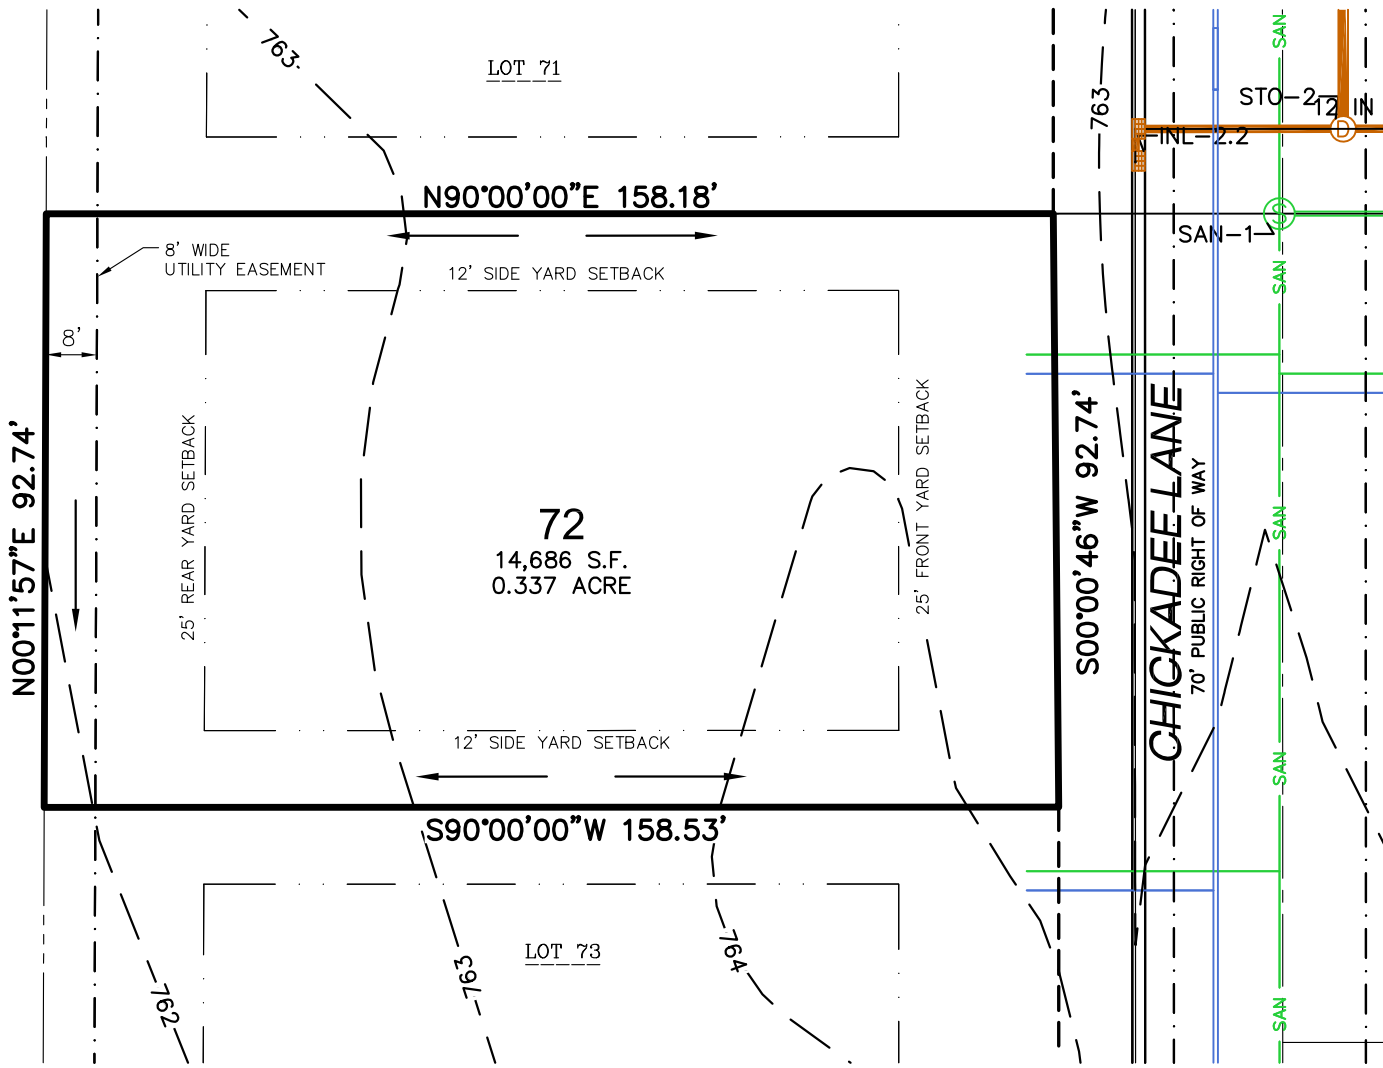 763
LOT 71
763
STO-2
12 IN
INL-2.2
N90°00'00"E 158.18'
SAN
SAN-1
8' WIDE
UTILITY EASEMENT
12' SIDE YARD SETBACK
SAN
8'
N00°11'57"E 92.74'
25' REAR YARD SETBACK
72
14,686 S.F.
0.337 ACRE
25' FRONT YARD SETBACK
S00°00'46"W 92.74'
CHICKADEE LANE
70' PUBLIC RIGHT OF WAY
SAN
12' SIDE YARD SETBACK
SAN
S90°00'00"W 158.53'
LOT 73
762
763
764
SAN
D